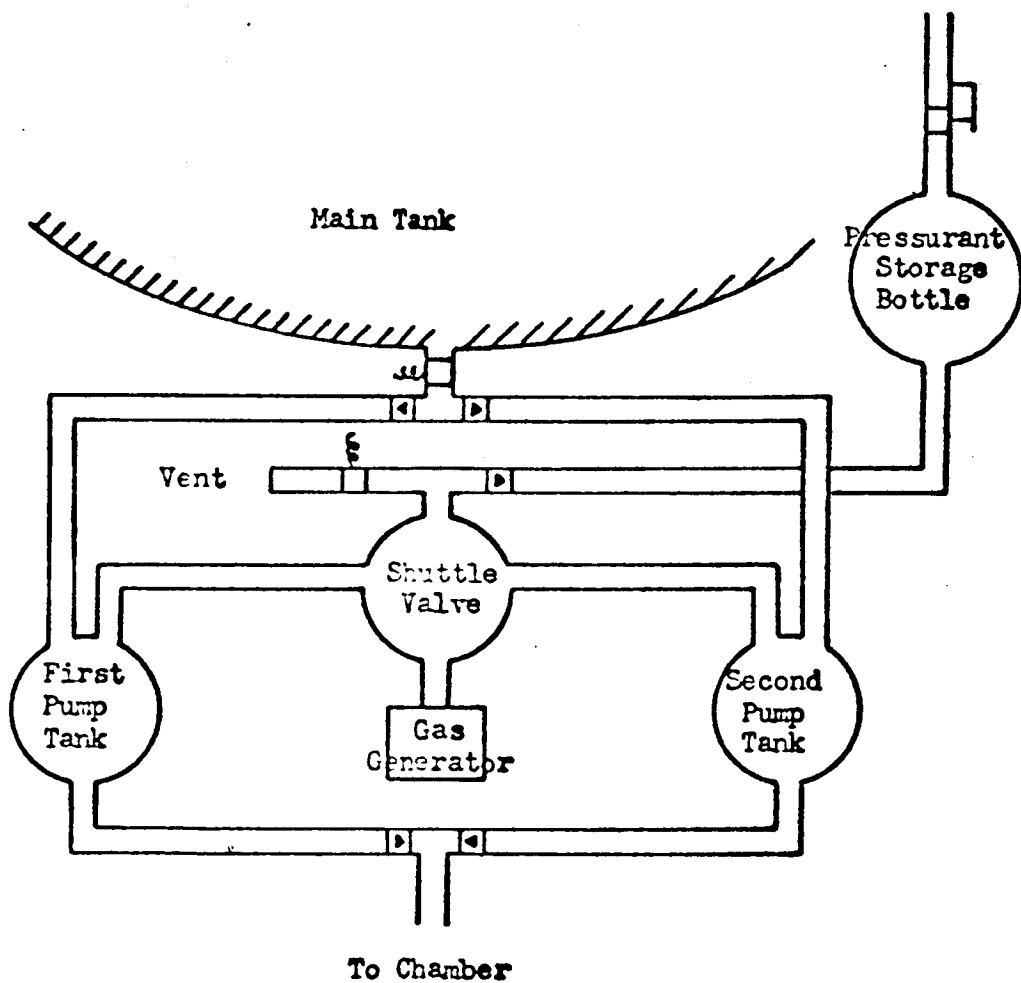 Main Tank
Pressurant
Storage
Bottle
Vent
Shuttle
Valve
First
Pump
Tank
Second
Pump
Tank
Gas
Generator
To Chamber